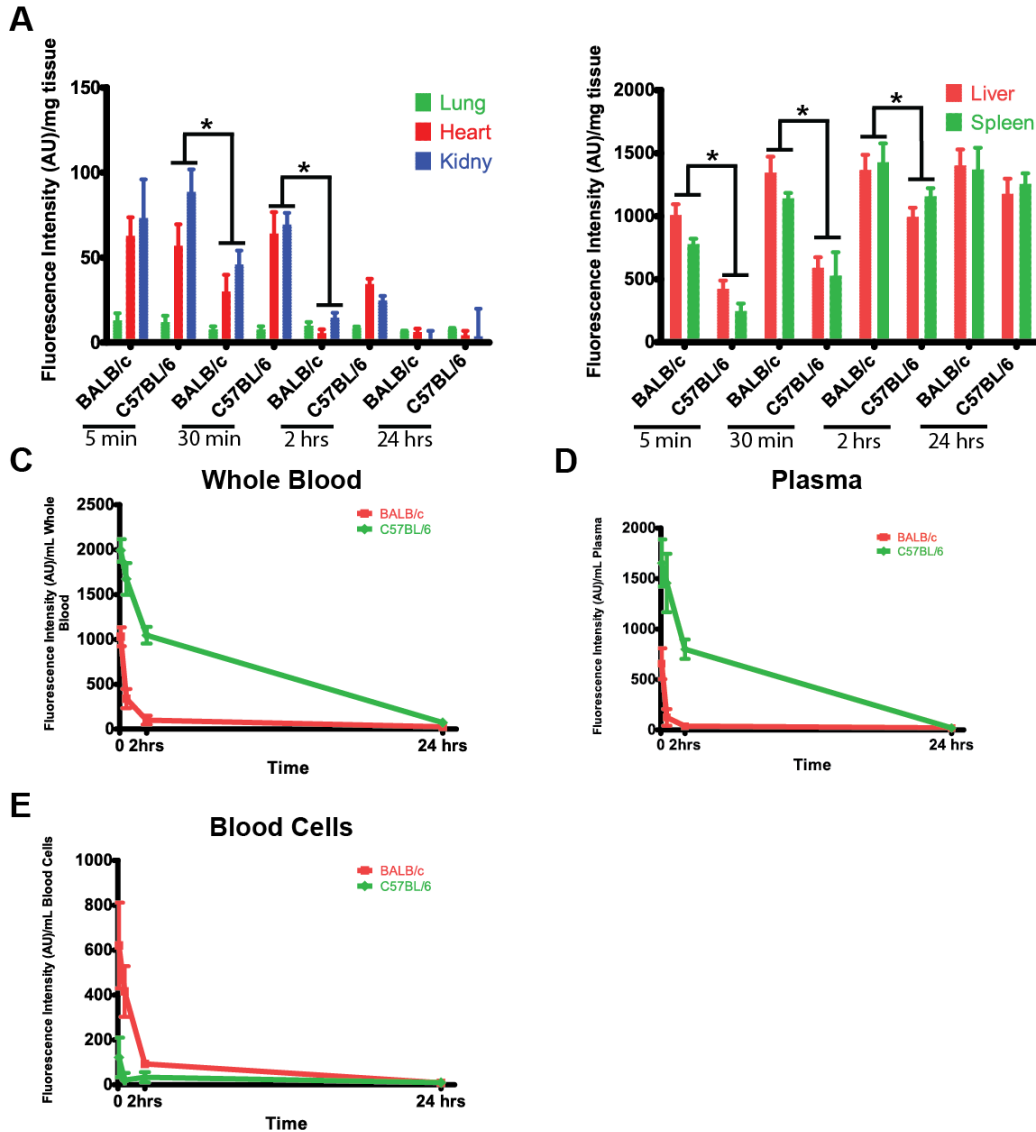 A
Fluorescence Intensity (AU)/mg tissue
150
100
50
0
Lung
Heart
Kidny
*
*
BALB/c
C57BL/6
BALB/c
C57BL/6
BALB/c
C57BL/6
BALB/c
C57BL/6
5 min
30 min
2 hrs
24 hrs
Fluorescence Intensity (AU)/mg tissue
2000
1500
1000
500
0
Liver
Spleen
*
*
*
BALB/c
C57BL/6
BALB/c
C57BL/6
BALB/c
C57BL/6
BALB/c
C57BL/6
5 min
30 min
2 hrs
24 hrs
C
Whole Blood
Fluorescence Intensity (AU)/mL Whole
Blood
2500
2000
1500
1000
500
0
BALB/c
C57BL/6
0 2hrs
24 hrs
Time
D
Plasma
Fluorescence Intensity (AU)/mL Plasma
2000
1500
1000
500
0
BALB/c
C57BL/6
0 2hrs
24 hrs
Time
E
Blood Cells
Fluorescence Intensity (AU)/mL Blood Cells
1000
800
600
400
200
0
BALB/c
C57BL/6
0 2hrs
24 hrs
Time